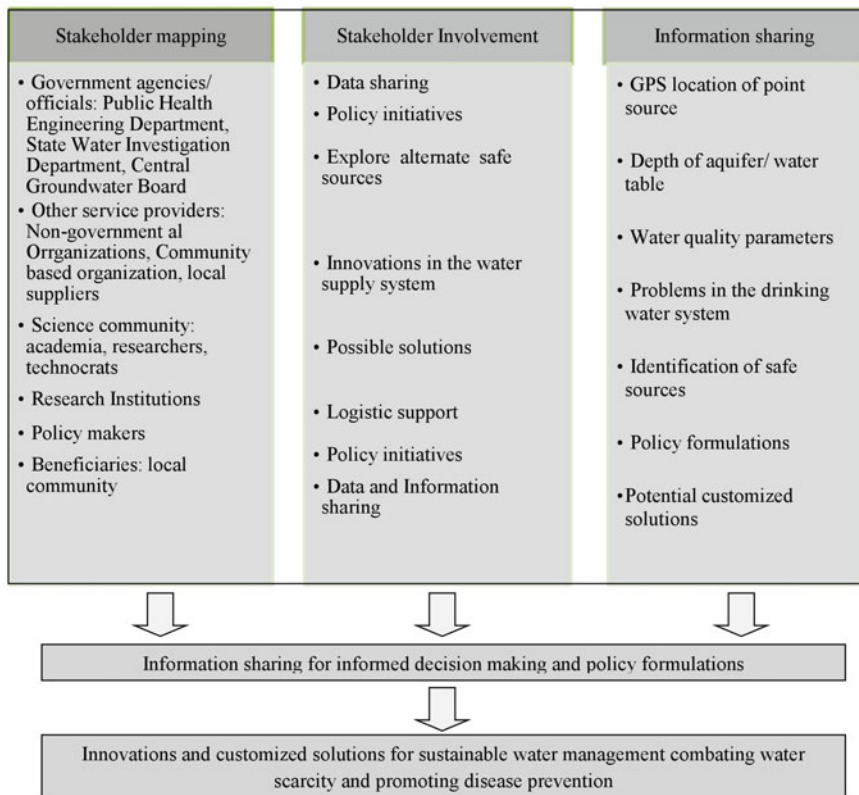 Stakeholder mapping
• Government agencies/
officials: Public Health
Engineering Department,
State Water Investigation
Department, Central
Groundwater Board
• Other service providers:
Non-government al
Orrganizations, Community
based organization, local
suppliers
• Science community:
academia, researchers,
technocrats
• Research Institutions
• Policy makers
• Beneficiaries: local
community
Stakeholder Involvement
• Data sharing
• Policy initiatives
• Explore alternate safe
sources
• Innovations in the water
supply system
• Possible solutions
• Logistic support
• Policy initiatives
• Data and Information
sharing
Information sharing
• GPS location of point
source
• Depth of aquifer/ water
table
• Water quality parameters
• Problems in the drinking
water system
• Identification of safe
sources
• Policy formulations
•Potential customized
solutions
Information sharing for informed decision making and policy formulations
Innovations and customized solutions for sustainable water management combating water
scarcity and promoting disease prevention